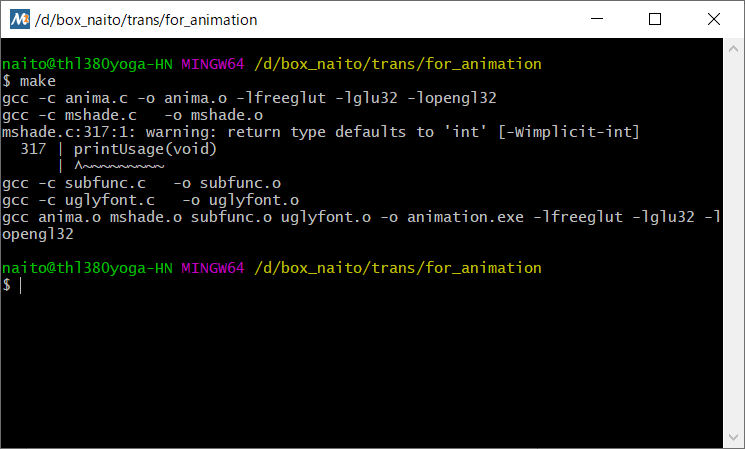 /d/box_naito/trans/for_animation
naito@thl380yoga-HN MINGW64 /d/box_naito/trans/for_animation
$ make
gcc -c anima.c -o anima.o -lfreeglut -lglu32 -lopengl32
gcc -c mshade.c   -o mshade.o
mshade.c:317:1: warning: return type defaults to 'int' [-Wimplicit-int]
  317 | printUsage(void)
      | ^~~~~~~~~~
gcc -c subfunc.c   -o subfunc.o
gcc -c uglyfont.c   -o uglyfont.o
gcc anima.o mshade.o subfunc.o uglyfont.o -o animation.exe -lfreeglut -lglu32 -l
opengl32
naito@thl380yoga-HN MINGW64 /d/box_naito/trans/for_animation
$